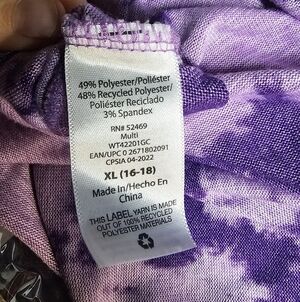 49% Polyester/Poliéster
48% Recycled Polyester/
Poliéster Reciclado
3% Spandex
RN# 52469
Multi
WT42201GC
EAN/UPC 0 2671802091
CPSIA 04-2022
XL (16-18)
Made In/Hecho En
China
THIS LABEL YARN IS MADE
OUT OF 100% RECYCLED
POLYESTER MATERIALS